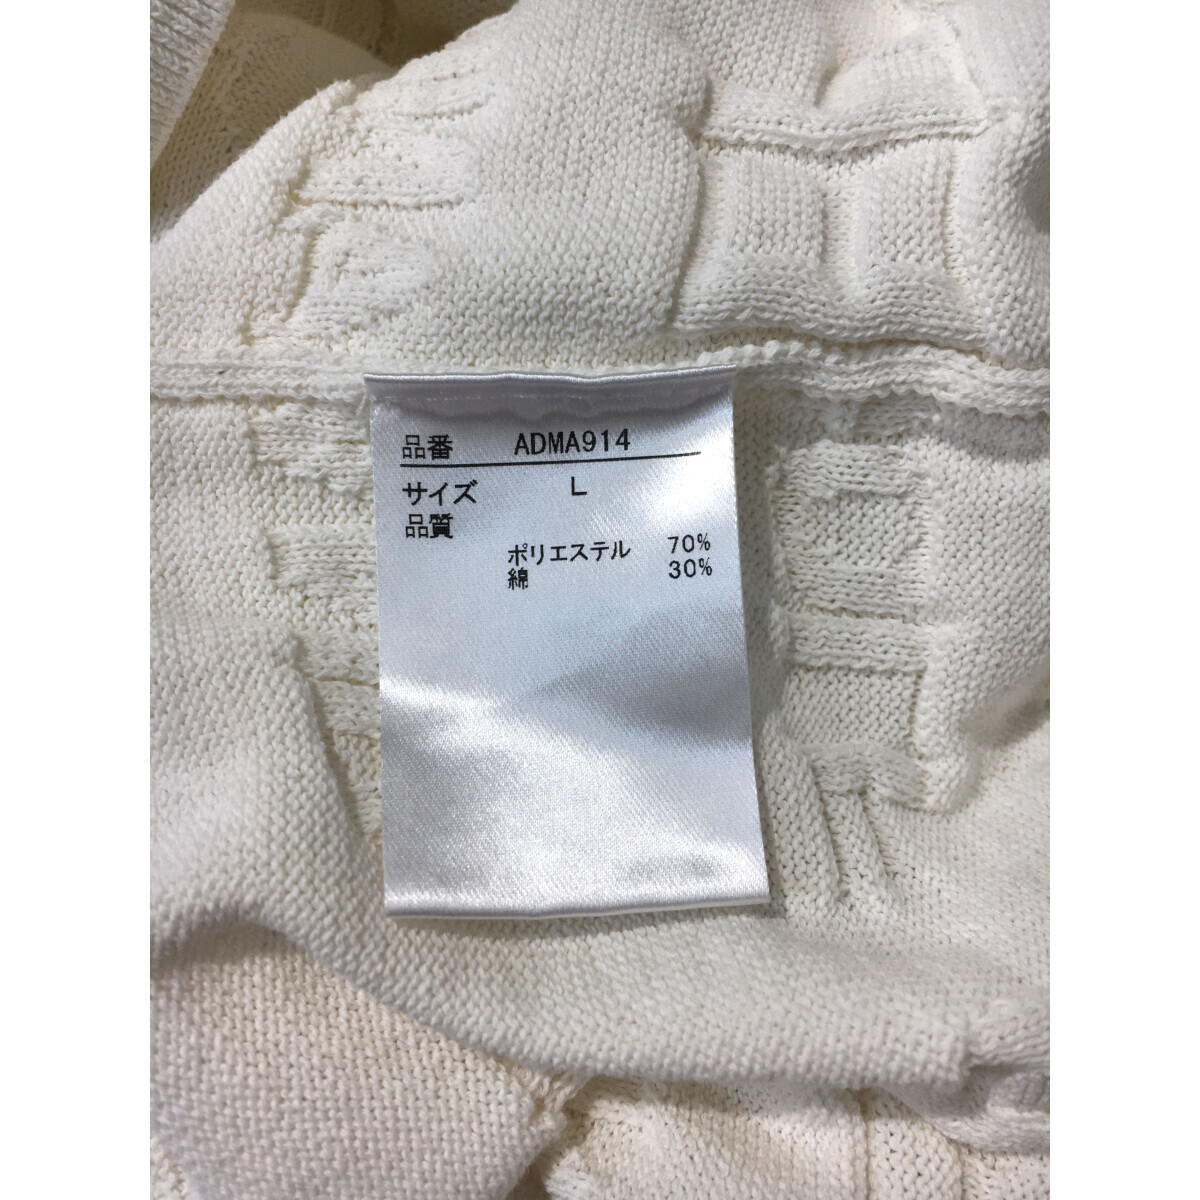 品番 ADMA914
サイズ L
品質
ポリエステル 70%
綿 30%